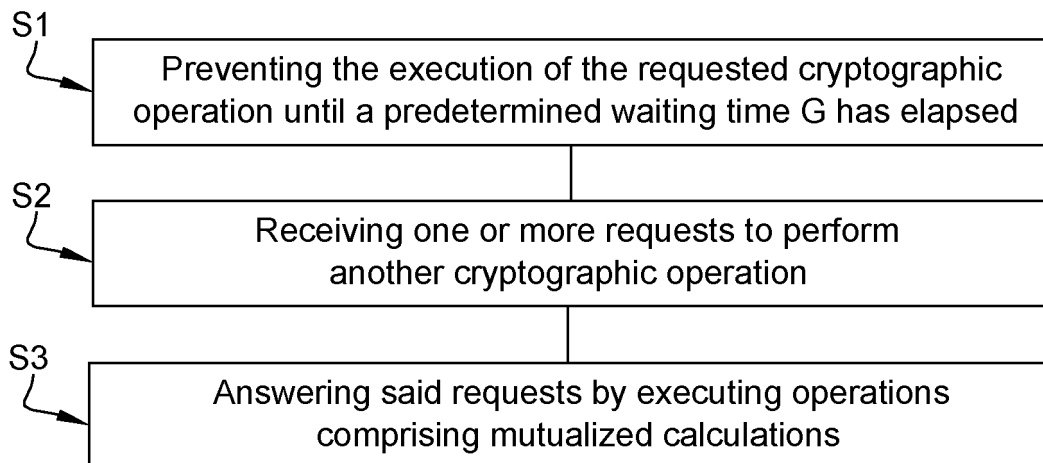 S1
Preventing the execution of the requested cryptographic
operation until a predetermined waiting time G has elapsed
S2
Receiving one or more requests to perform
another cryptographic operation
S3
Answering said requests by executing operations
comprising mutualized calculations